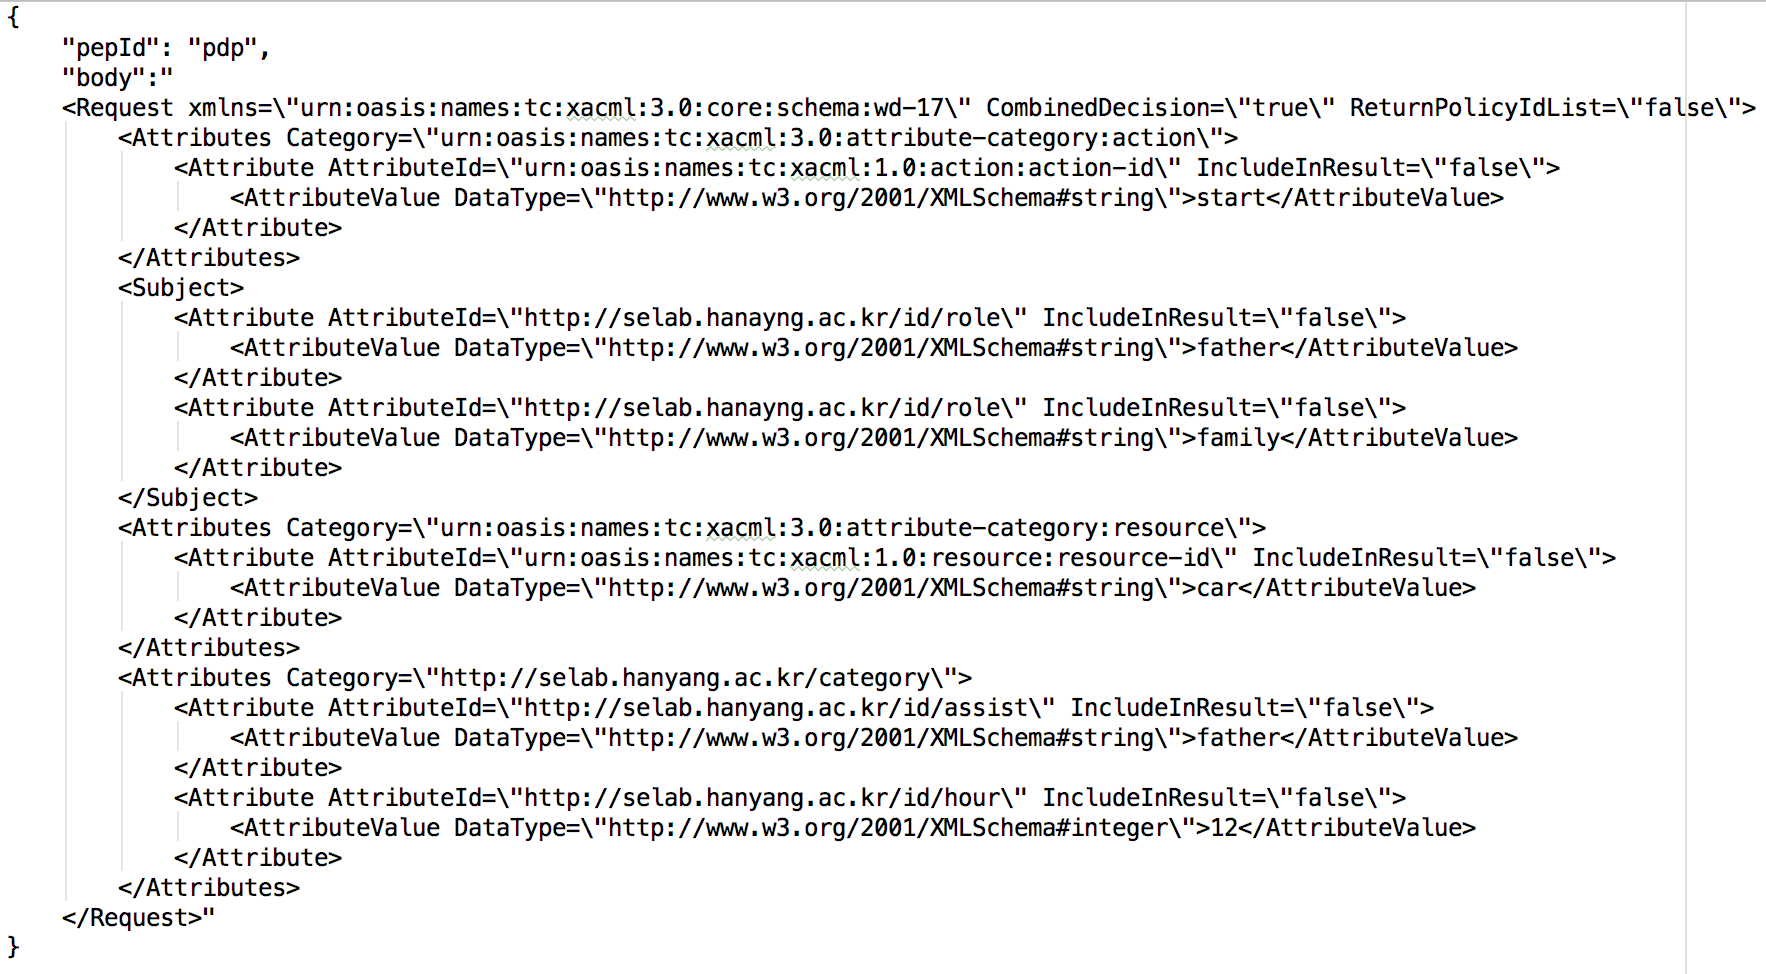 {
    "pepId": "pdp",
    "body":"
    <Request xmlns=\"urn:oasis:names:tc:xacml:3.0:core:schema:wd-17\" CombinedDecision=\"true\" ReturnPolicyIdList=\"false\">
        <Attributes Category=\"urn:oasis:names:tc:xacml:3.0:attribute-category:action\">
            <Attribute AttributeId=\"urn:oasis:names:tc:xacml:1.0:action:action-id\" IncludeInResult=\"false\">
                <AttributeValue DataType=\"http://www.w3.org/2001/XMLSchema#string\">start</AttributeValue>
            </Attribute>
        </Attributes>
        <Subject>
            <Attribute AttributeId=\"http://selab.hanayng.ac.kr/id/role\" IncludeInResult=\"false\">
                <AttributeValue DataType=\"http://www.w3.org/2001/XMLSchema#string\">father</AttributeValue>
            </Attribute>
            <Attribute AttributeId=\"http://selab.hanayng.ac.kr/id/role\" IncludeInResult=\"false\">
                <AttributeValue DataType=\"http://www.w3.org/2001/XMLSchema#string\">family</AttributeValue>
            </Attribute>
        </Subject>
        <Attributes Category=\"urn:oasis:names:tc:xacml:3.0:attribute-category:resource\">
            <Attribute AttributeId=\"urn:oasis:names:tc:xacml:1.0:resource:resource-id\" IncludeInResult=\"false\">
                <AttributeValue DataType=\"http://www.w3.org/2001/XMLSchema#string\">car</AttributeValue>
            </Attribute>
        </Attributes>
        <Attributes Category=\"http://selab.hanyang.ac.kr/category\">
            <Attribute AttributeId=\"http://selab.hanyang.ac.kr/id/assist\" IncludeInResult=\"false\">
                <AttributeValue DataType=\"http://www.w3.org/2001/XMLSchema#string\">father</AttributeValue>
            </Attribute>
            <Attribute AttributeId=\"http://selab.hanyang.ac.kr/id/hour\" IncludeInResult=\"false\">
                <AttributeValue DataType=\"http://www.w3.org/2001/XMLSchema#integer\">12</AttributeValue>
            </Attribute>
        </Attributes>
    </Request>"
}